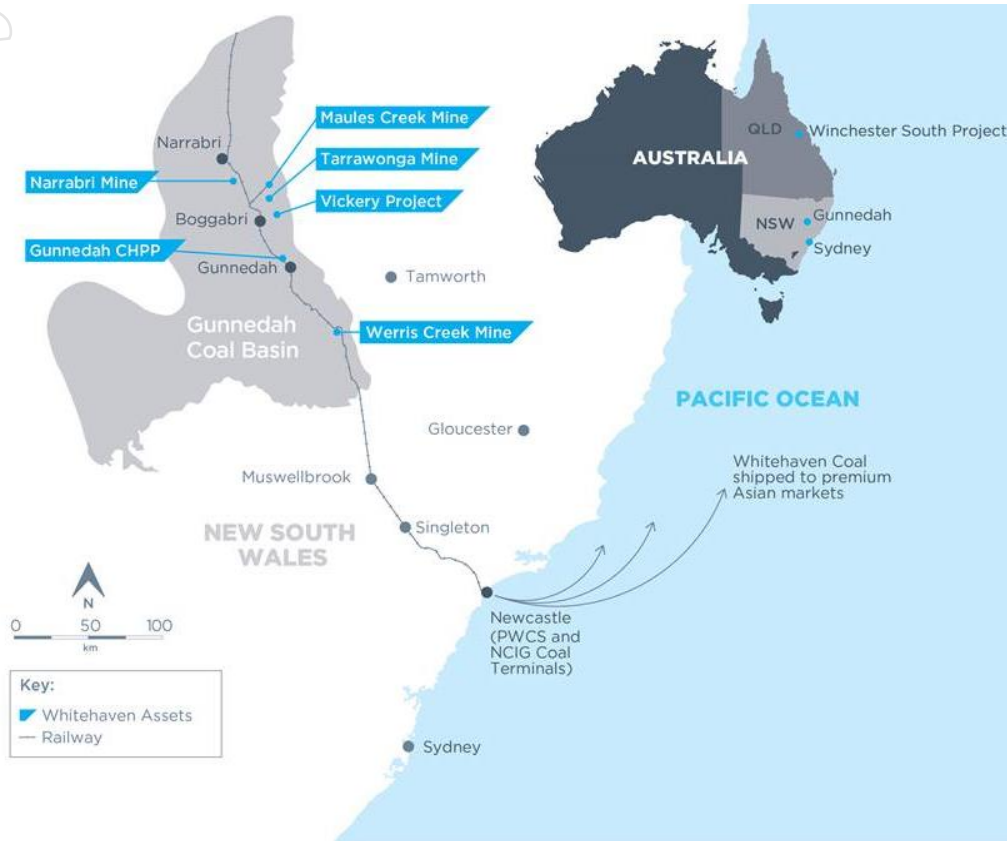 Maules Creek Mine
Narrabri
Tarrawonga Mine
Narrabri Mine
Vickery Project
Boggabri
Gunnedah CHPP
Gunnedah
Tamworth
Gunnedah
Coal Basin
Werris Creek Mine
Gloucester
Muswellbrook
Singleton
NEW SOUTH
WALES
N
0 50 100
km
Newcastle
(PWCS and
NCIG Coal
Terminals)
Key:
Whitehaven Assets
Railway
Sydney
QLD
Winchester South Project
AUSTRALIA
NSW
Gunnedah
Sydney
PACIFIC OCEAN
Whitehaven Coal
shipped to premium
Asian markets